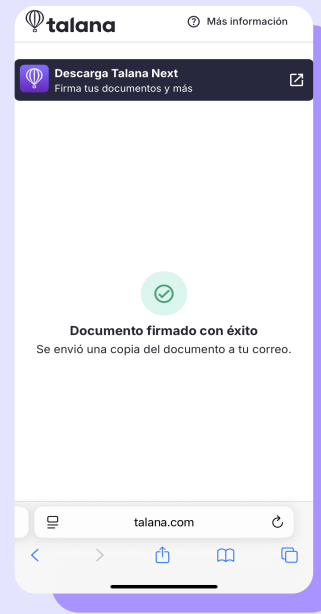 talana
Más información
Descarga Talana Next
Firma tus documentos y más
Documento firmado con éxito
Se envió una copia del documento a tu correo.
talana.com